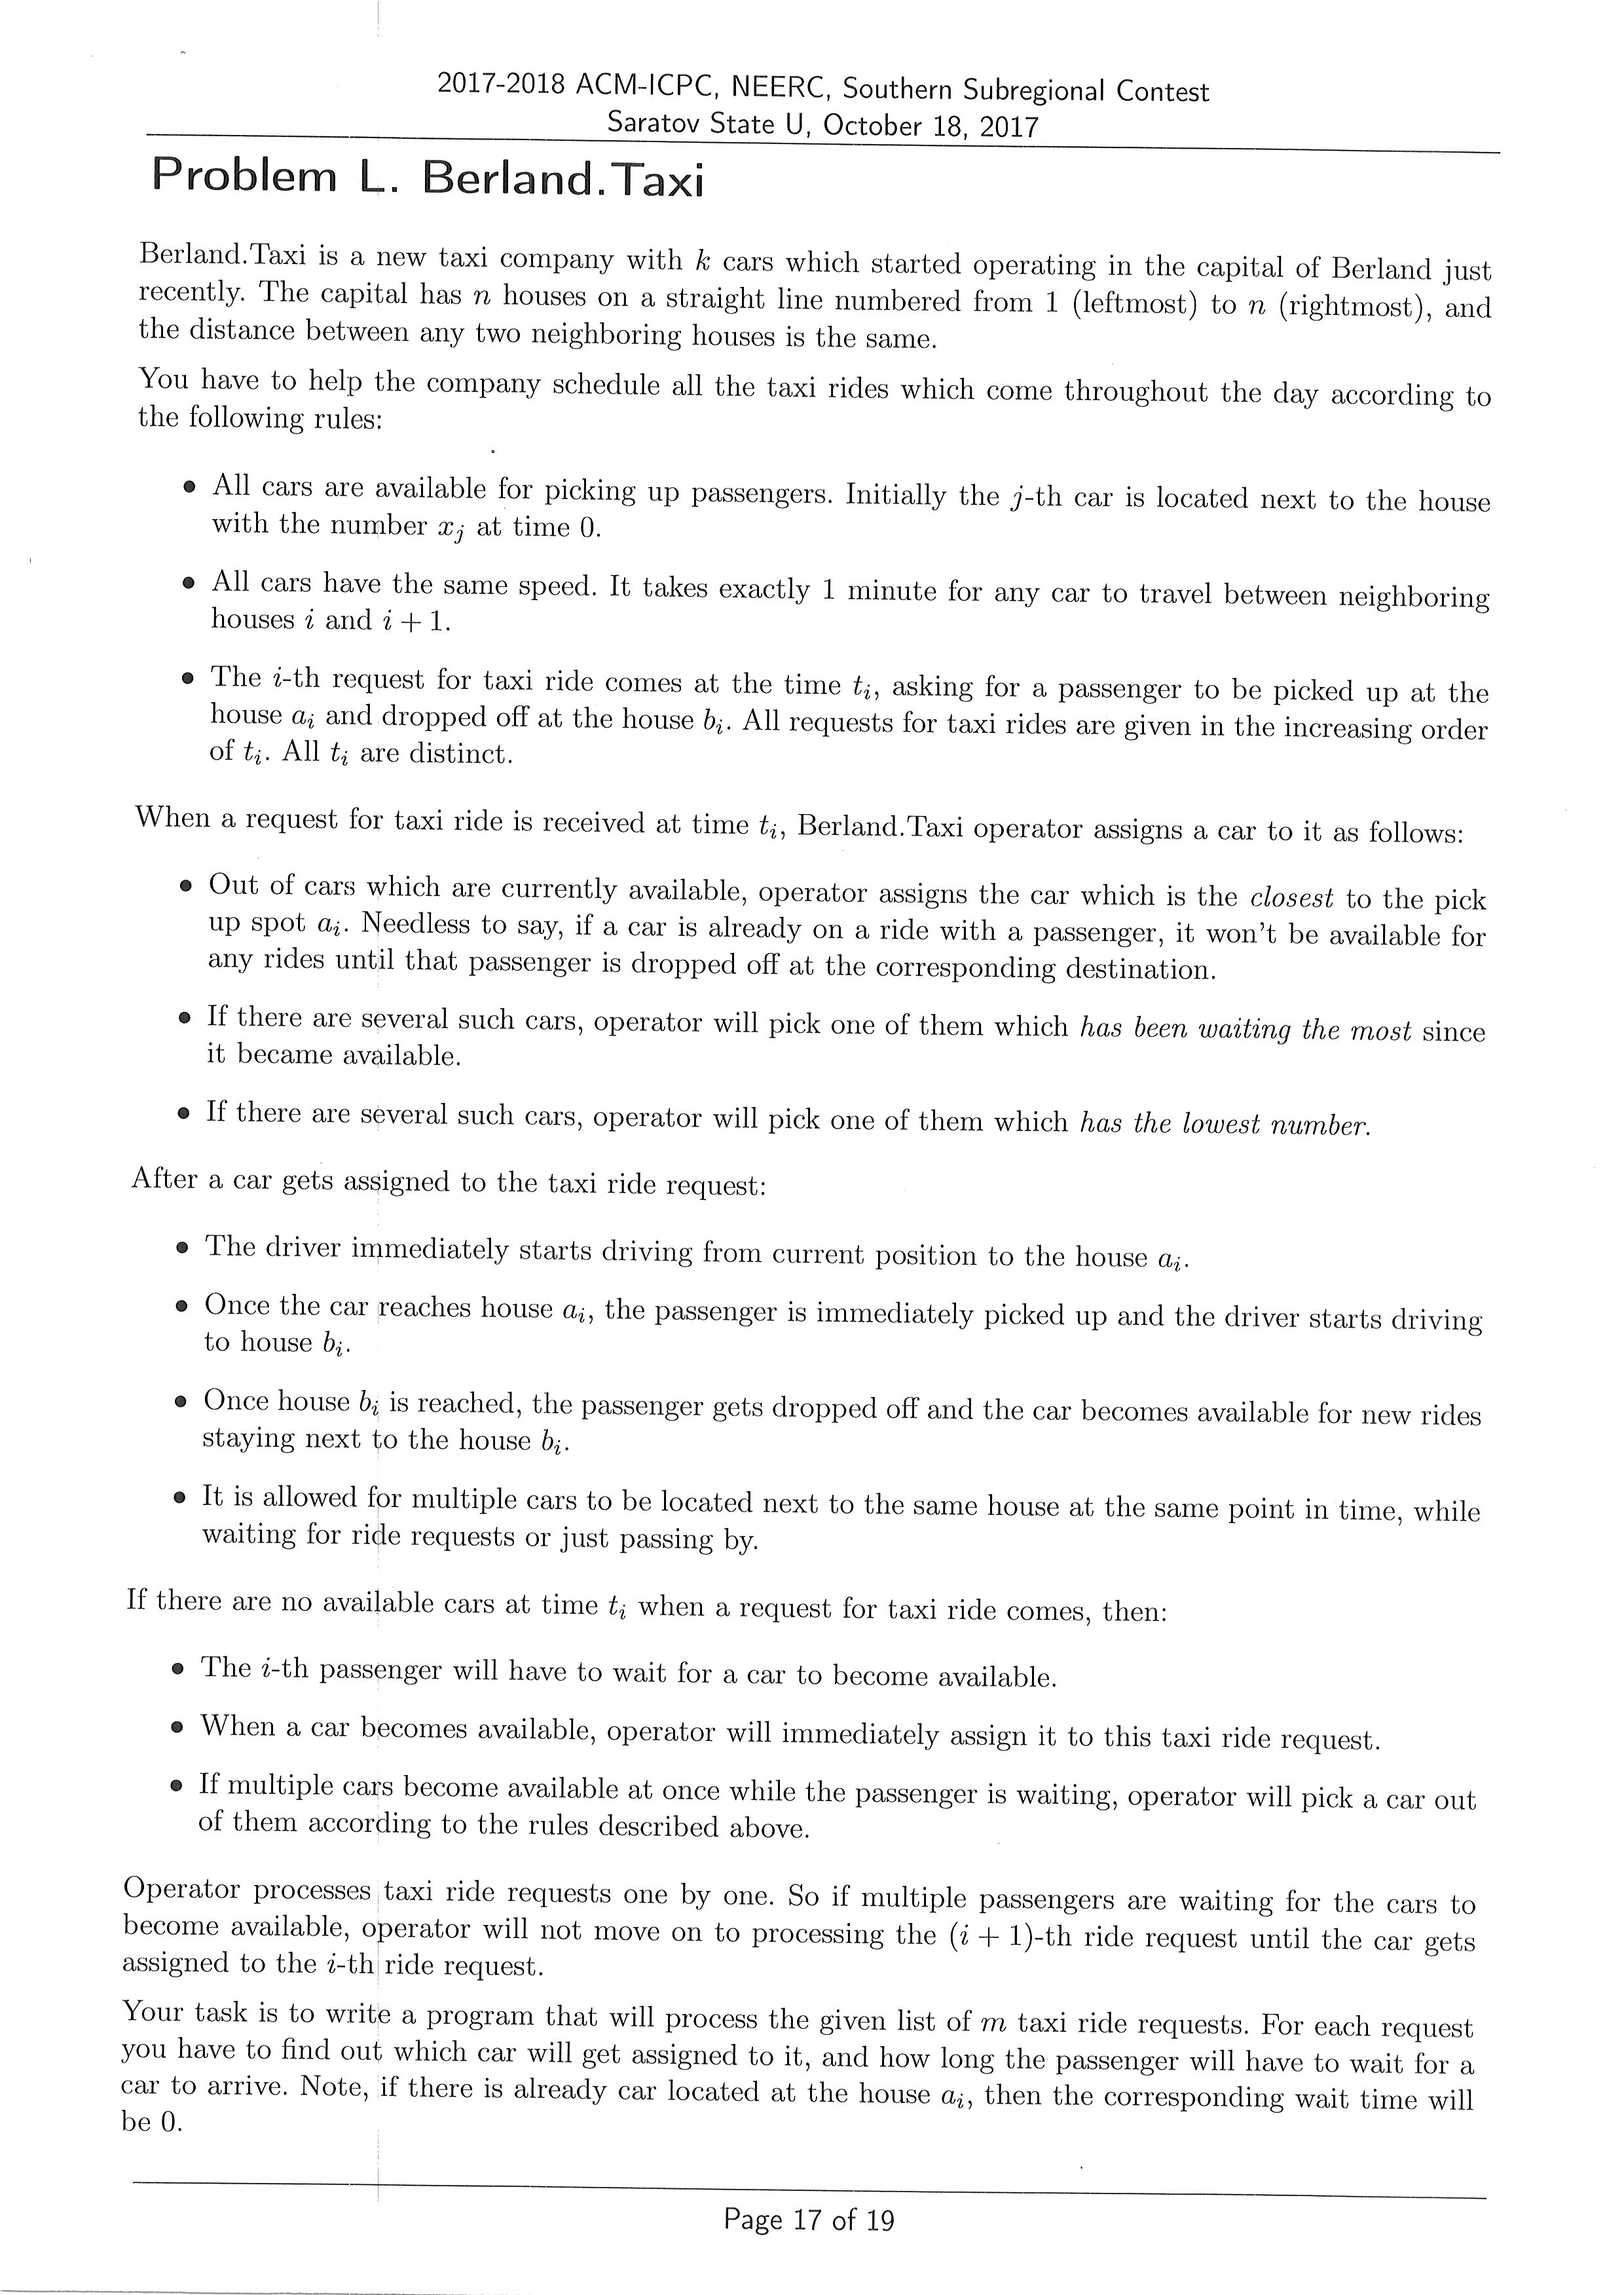 2017-2018 ACM-ICPC, NEERC, Southern Subregional Contest
Saratov State U, October 18, 2017
Problem L. Berland.Taxi
Berland.Taxi is a new taxi company with k cars which started operating in the capital of Berland just
recently. The capital has n houses on a straight line numbered from 1 (leftmost) to n (rightmost), and
the distance between any two neighboring houses is the same.
You have to help the company schedule all the taxi rides which come throughout the day according to
the following rules:
• All cars are available for picking up passengers. Initially the j-th car is located next to the house
with the number xj at time 0.
• All cars have the same speed. It takes exactly 1 minute for any car to travel between neighboring
houses i and i + 1.
• The i-th request for taxi ride comes at the time ti, asking for a passenger to be picked up at the
house ai and dropped off at the house bi. All requests for taxi rides are given in the increasing order
of ti. All ti are distinct.
When a request for taxi ride is received at time ti, Berland.Taxi operator assigns a car to it as follows:
• Out of cars which are currently available, operator assigns the car which is the closest to the pick
up spot ai. Needless to say, if a car is already on a ride with a passenger, it won't be available for
any rides until that passenger is dropped off at the corresponding destination.
• If there are several such cars, operator will pick one of them which has been waiting the most since
it became available.
• If there are several such cars, operator will pick one of them which has the lowest number.
After a car gets assigned to the taxi ride request:
• The driver immediately starts driving from current position to the house ai.
• Once the car reaches house ai, the passenger is immediately picked up and the driver starts driving
to house bi.
• Once house bi is reached, the passenger gets dropped off and the car becomes available for new rides
staying next to the house bi.
• It is allowed for multiple cars to be located next to the same house at the same point in time, while
waiting for ride requests or just passing by.
If there are no available cars at time ti when a request for taxi ride comes, then:
• The i-th passenger will have to wait for a car to become available.
• When a car becomes available, operator will immediately assign it to this taxi ride request.
• If multiple cars become available at once while the passenger is waiting, operator will pick a car out
of them according to the rules described above.
Operator processes taxi ride requests one by one. So if multiple passengers are waiting for the cars to
become available, operator will not move on to processing the (i + 1)-th ride request until the car gets
assigned to the i-th ride request.
Your task is to write a program that will process the given list of m taxi ride requests. For each request
you have to find out which car will get assigned to it, and how long the passenger will have to wait for a
car to arrive. Note, if there is already car located at the house ai, then the corresponding wait time will
be 0.
Page 17 of 19